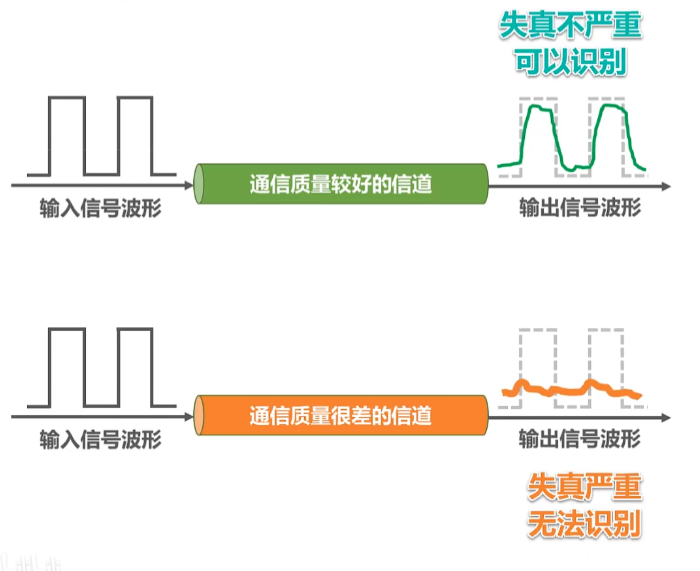 失真不严重
可以识别
通信质量较好的信道
输入信号波形
输出信号波形
通信质量很差的信道
输入信号波形
输出信号波形
失真严重
无法识别